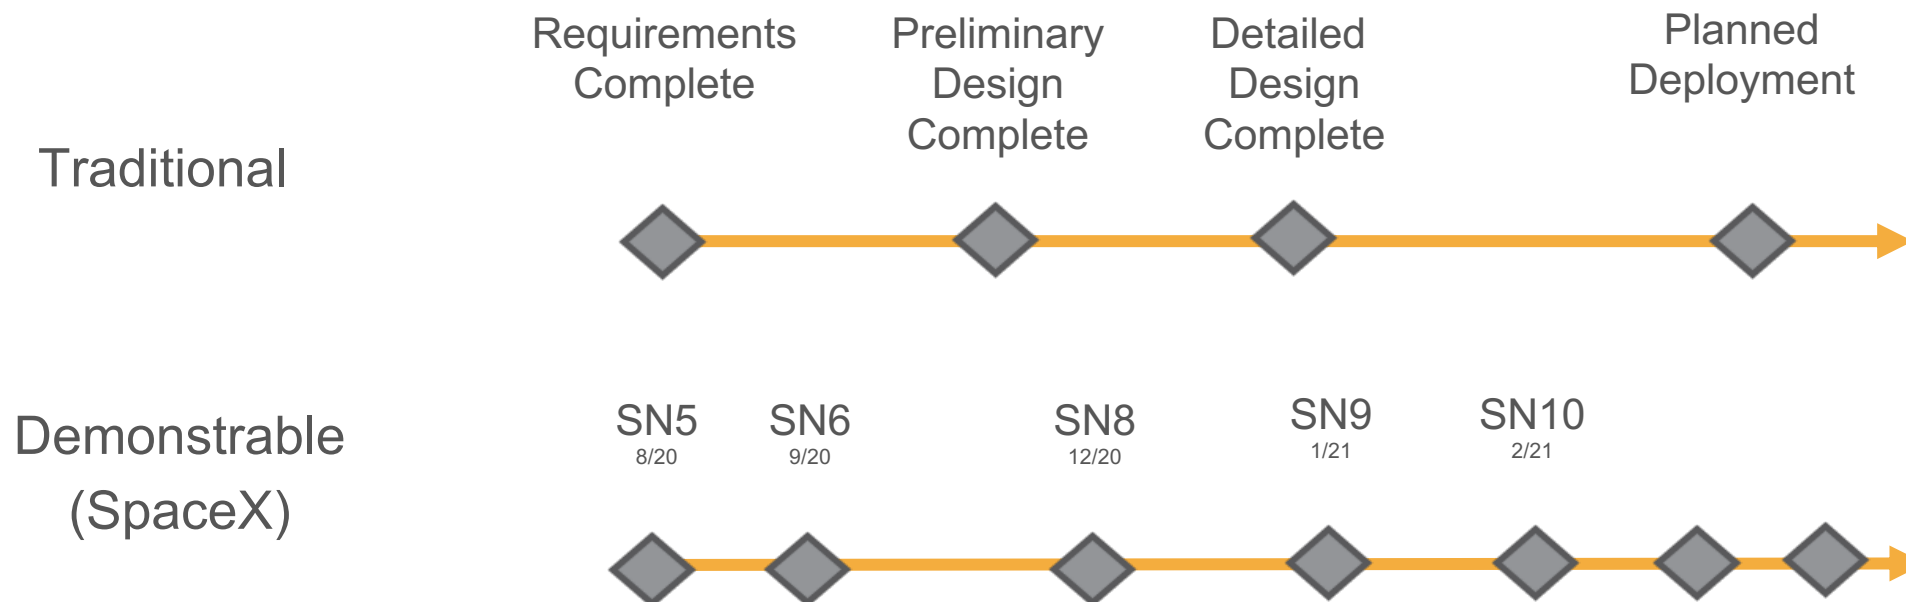 Traditional
Requirements
Complete
Preliminary
Design
Complete
Detailed
Design
Complete
Planned
Deployment
Demonstrable
(SpaceX)
SN5
8/20
SN6
9/20
SN8
12/20
SN9
1/21
SN10
2/21